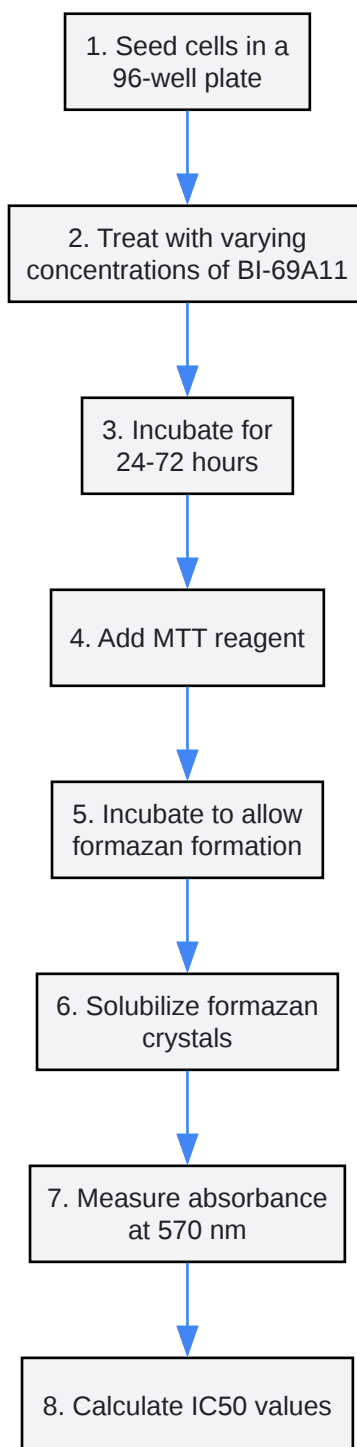 1. Seed cells in a
96-well plate
2. Treat with varying
concentrations of BI-69A11
3. Incubate for
24-72 hours
4. Add MTT reagent
5. Incubate to allow
formazan formation
6. Solubilize formazan
crystals
7. Measure absorbance
at 570 nm
8. Calculate IC50 values